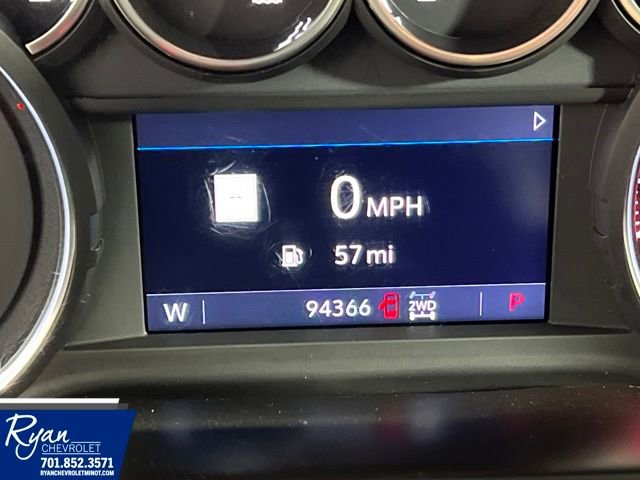 --
0 MPH
57 mi
W 94366 2WD P
Ryan
CHEVROLET
701.852.3571
RYANCHEVROLETMINOT.COM